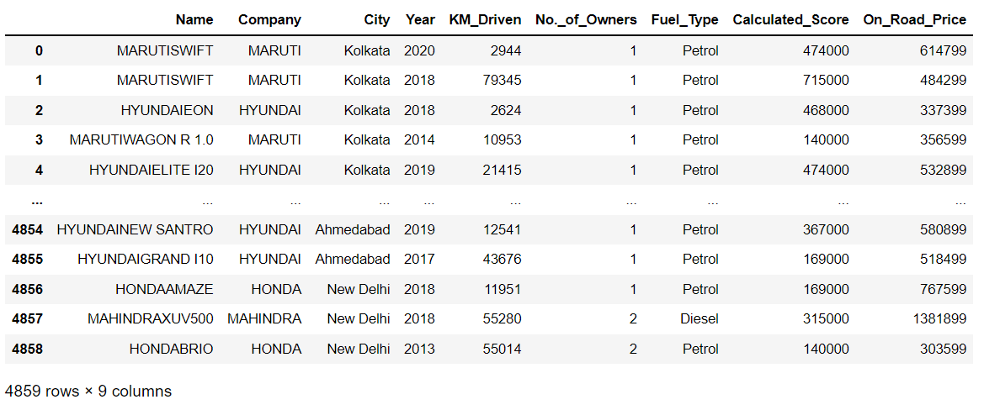 Name Company City Year KM_Driven No._of_Owners Fuel_Type Calculated_Score On_Road_Price
0 MARUTISWIFT MARUTI Kolkata 2020 2944 1 Petrol 474000 614799
1 MARUTISWIFT MARUTI Kolkata 2018 79345 1 Petrol 715000 484299
2 HYUNDAIEON HYUNDAI Kolkata 2018 2624 1 Petrol 468000 337399
3 MARUTIWAGON R 1.0 MARUTI Kolkata 2014 10953 1 Petrol 140000 356599
4 HYUNDAIELITE I20 HYUNDAI Kolkata 2019 21415 1 Petrol 474000 532899
... ... ... ... ... ... ... ... ... ...
4854 HYUNDAINEW SANTRO HYUNDAI Ahmedabad 2019 12541 1 Petrol 367000 580899
4855 HYUNDAIGRAND I10 HYUNDAI Ahmedabad 2017 43676 1 Petrol 169000 518499
4856 HONDAAMAZE HONDA New Delhi 2018 11951 1 Petrol 169000 767599
4857 MAHINDRAXUV500 MAHINDRA New Delhi 2018 55280 2 Diesel 315000 1381899
4858 HONDABRIO HONDA New Delhi 2013 55014 2 Petrol 140000 303599
4859 rows × 9 columns